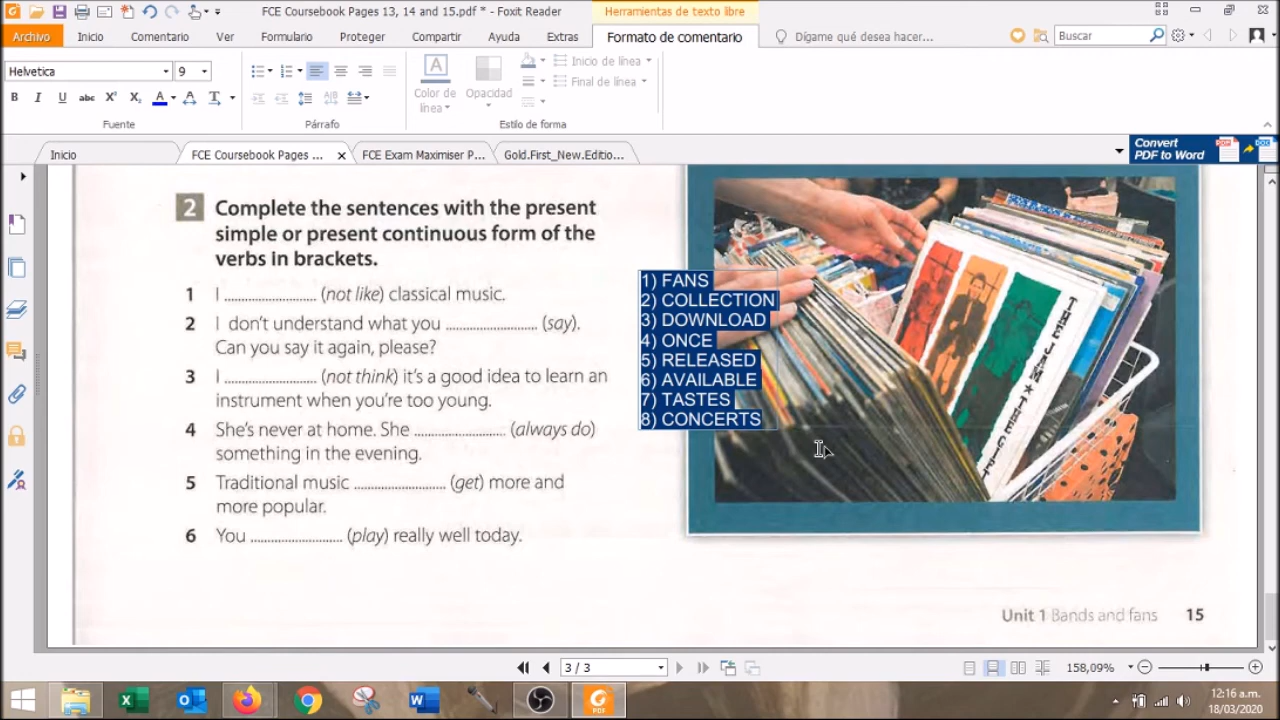 FCE Coursebook Pages 13, 14 and 15.pdf * - Foxit Reader
Herramientas de texto libre
Archivo Inicio Comentario Ver Formulario Proteger Compartir Ayuda Extras Formato de comentario Dígame qué desea hacer... Buscar
Helvetica 9
Color de línea
Opacidad
Inicio de línea
Final de línea
Fuente Párrafo Estilo de forma
Inicio FCE Coursebook Pages ... FCE Exam Maximiser P... Gold.First_New.Editio...
Convert
PDF to Word
2 Complete the sentences with the present
simple or present continuous form of the
verbs in brackets.
1 I ........................ (not like) classical music.
2 I don't understand what you ........................ (say).
Can you say it again, please?
3 I ........................ (not think) it's a good idea to learn an
instrument when you're too young.
4 She's never at home. She ........................ (always do)
something in the evening.
5 Traditional music ........................ (get) more and
more popular.
6 You ........................ (play) really well today.
1) FANS
2) COLLECTION
3) DOWNLOAD
4) ONCE
5) RELEASED
6) AVAILABLE
7) TASTES
8) CONCERTS
THE JAM
Unit 1 Bands and fans 15
3 / 3
158,09%
12:16 a.m.
18/03/2020